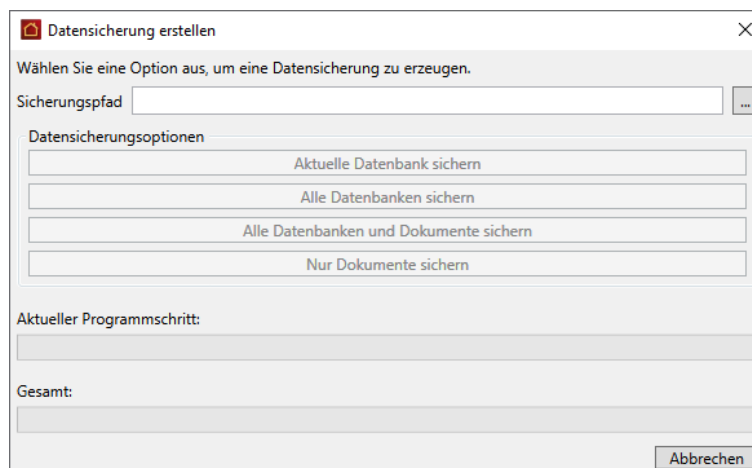 Datensicherung erstellen
Wählen Sie eine Option aus, um eine Datensicherung zu erzeugen.
Sicherungspfad
...
Datensicherungsoptionen
Aktuelle Datenbank sichern
Alle Datenbanken sichern
Alle Datenbanken und Dokumente sichern
Nur Dokumente sichern
Aktueller Programmschritt:
Gesamt:
Abbrechen